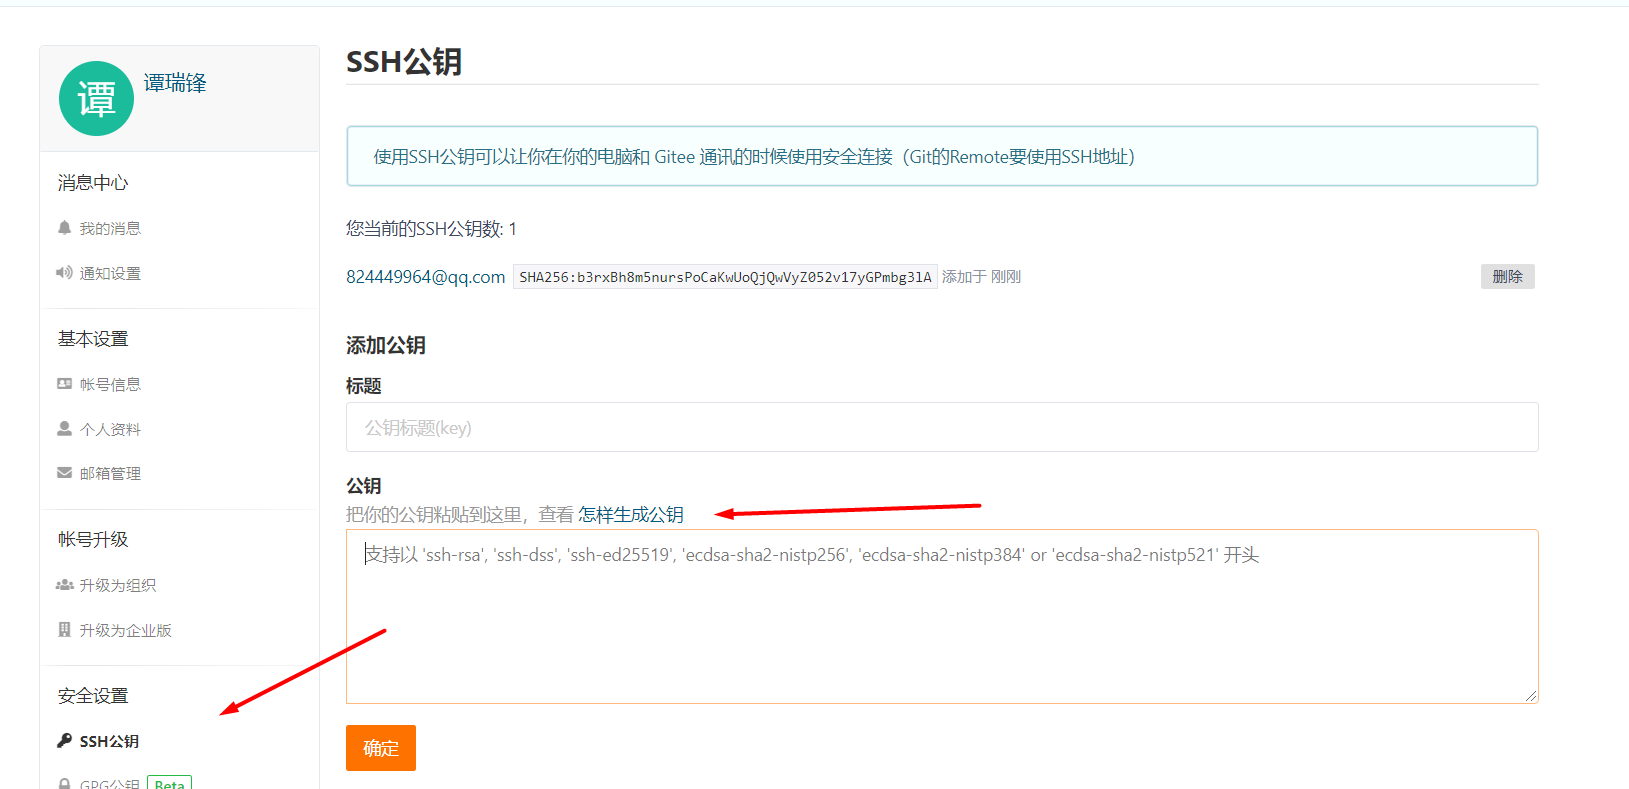 谭
谭瑞锋
消息中心
我的消息
通知设置
基本设置
帐号信息
个人资料
邮箱管理
帐号升级
升级为组织
升级为企业版
安全设置
SSH公钥
GPG公钥 Beta
SSH公钥
使用SSH公钥可以让你在你的电脑和 Gitee 通讯的时候使用安全连接（Git的Remote要使用SSH地址）
您当前的SSH公钥数: 1
824449964@qq.com SHA256:b3rxBh8m5nursPoCaKwUoQjQwVyZ052v17yGPmbg3lA 添加于 刚刚 删除
添加公钥
标题
公钥标题(key)
公钥
把你的公钥粘贴到这里，查看 怎样生成公钥
支持以 'ssh-rsa', 'ssh-dss', 'ssh-ed25519', 'ecdsa-sha2-nistp256', 'ecdsa-sha2-nistp384' or 'ecdsa-sha2-nistp521' 开头
确定